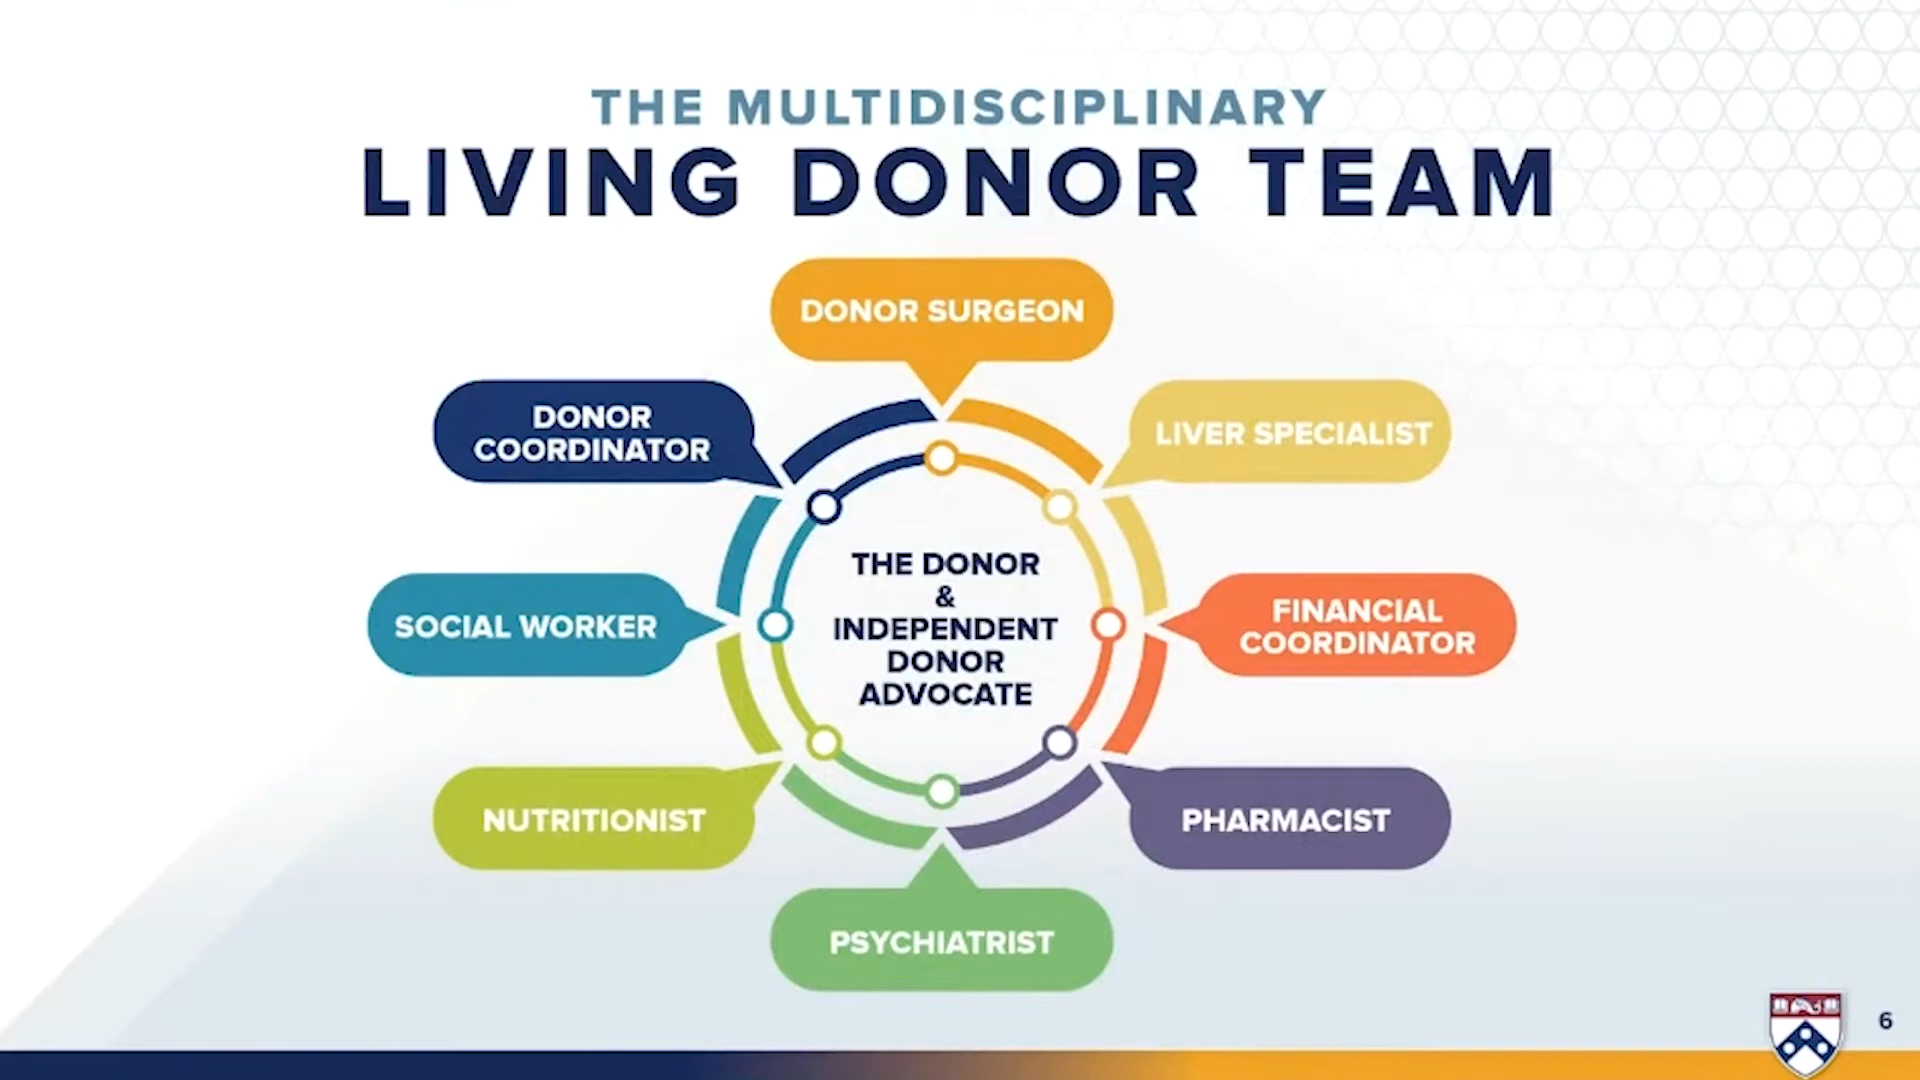 THE MULTIDISCIPLINARY
LIVING DONOR TEAM
DONOR SURGEON
DONOR
COORDINATOR
LIVER SPECIALIST
SOCIAL WORKER
THE DONOR
&
INDEPENDENT
DONOR
ADVOCATE
FINANCIAL
COORDINATOR
NUTRITIONIST
PHARMACIST
PSYCHIATRIST
6